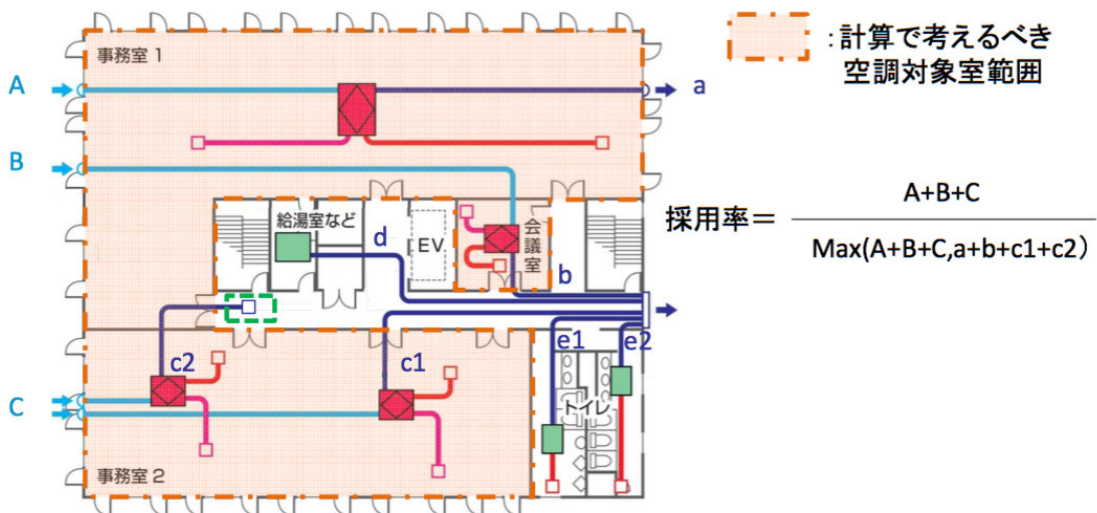 事務室 1
A
a
B
給湯室など
d
EV
会議室
b
c2
c1
e1
e2
C
トイレ
事務室 2
:計算で考えるべき
空調対象室範囲
採用率=
A+B+C
Max(A+B+C,a+b+c1+c2)